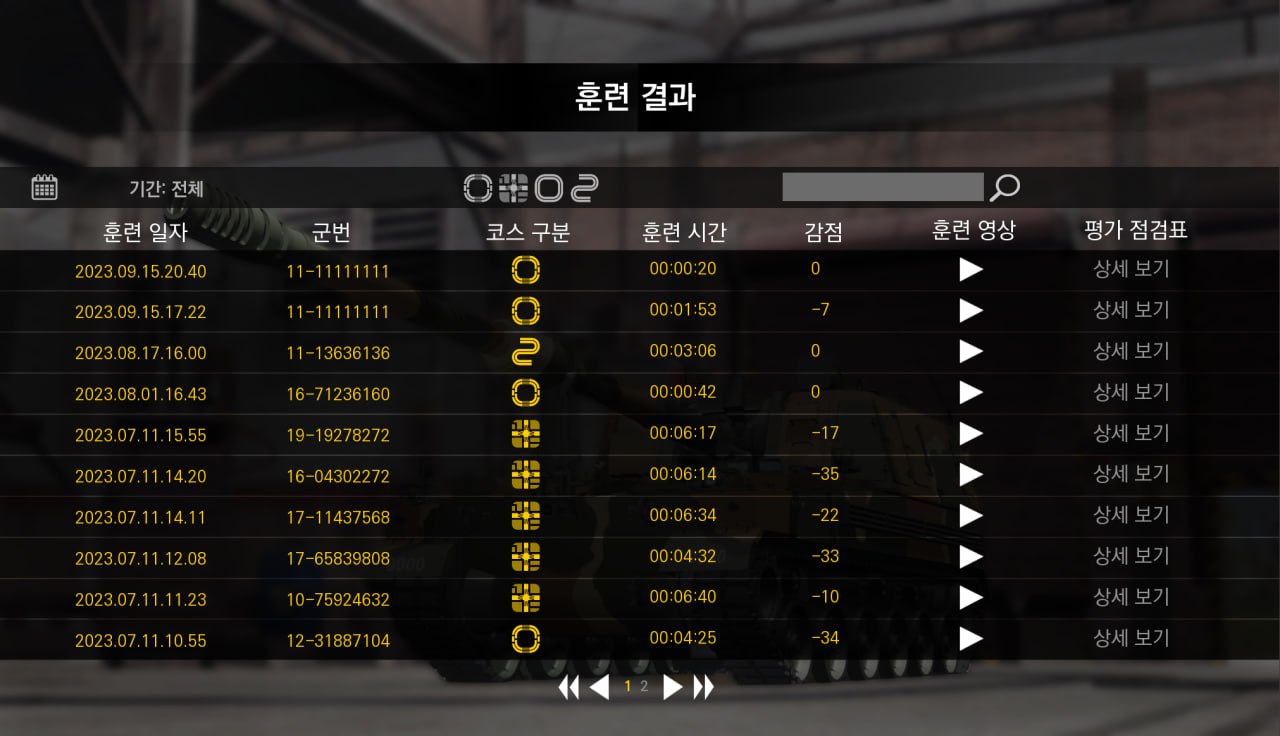 훈련 결과
기간: 전체
훈련 일자 군번 코스 구분 훈련 시간 감점 훈련 영상 평가 점검표
2023.09.15.20.40 11-11111111 00:00:20 0 상세 보기
2023.09.15.17.22 11-11111111 00:01:53 -7 상세 보기
2023.08.17.16.00 11-13636136 00:03:06 0 상세 보기
2023.08.01.16.43 16-71236160 00:00:42 0 상세 보기
2023.07.11.15.55 19-19278272 00:06:17 -17 상세 보기
2023.07.11.14.20 16-04302272 00:06:14 -35 상세 보기
2023.07.11.14.11 17-11437568 00:06:34 -22 상세 보기
2023.07.11.12.08 17-65839808 00:04:32 -33 상세 보기
2023.07.11.11.23 10-75924632 00:06:40 -10 상세 보기
2023.07.11.10.55 12-31887104 00:04:25 -34 상세 보기
1 2